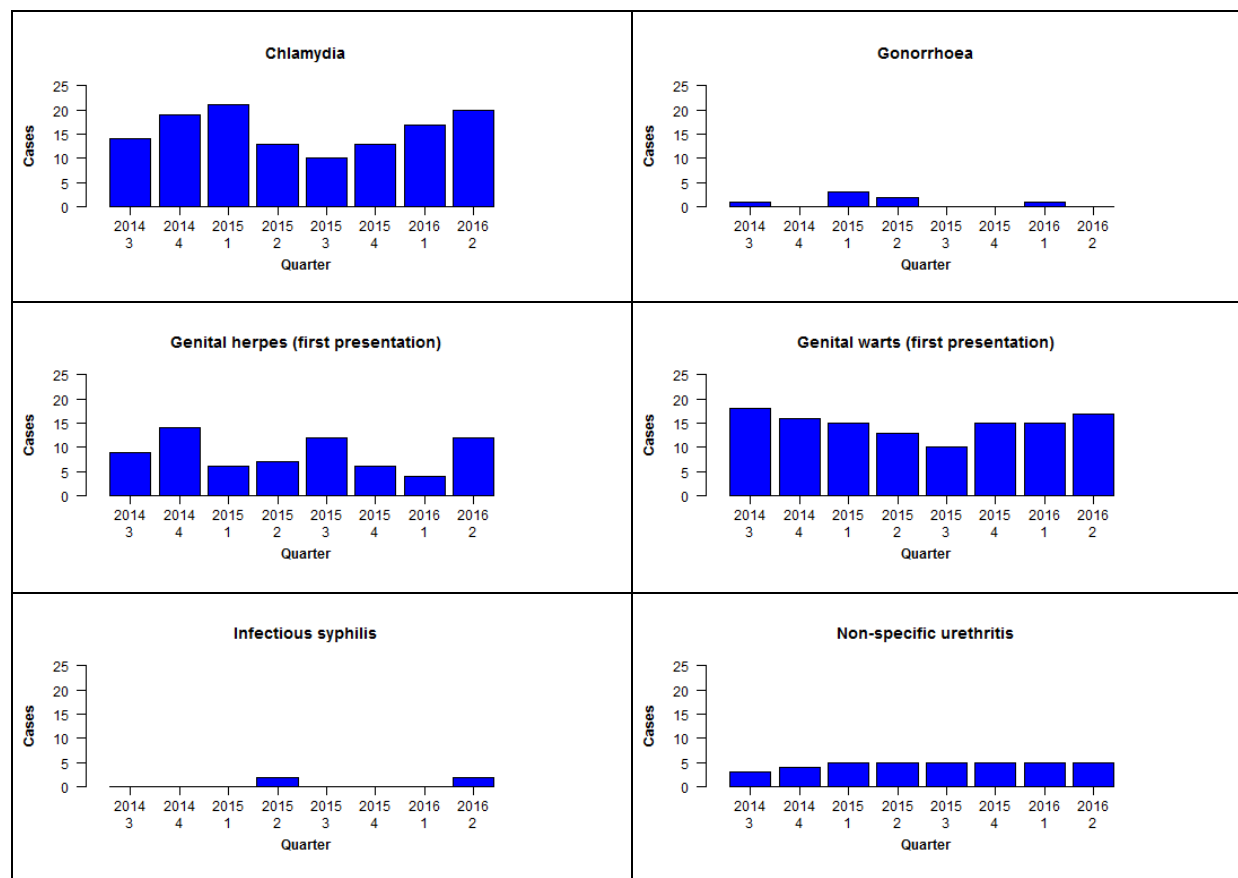 Chlamydia
Cases
25
20
15
10
5
0
2014 2014 2015 2015 2015 2015 2016 2016
3 4 1 2 3 4 1 2
Quarter
Gonorrhoea
Cases
25
20
15
10
5
0
2014 2014 2015 2015 2015 2015 2016 2016
3 4 1 2 3 4 1 2
Quarter
Genital herpes (first presentation)
Cases
25
20
15
10
5
0
2014 2014 2015 2015 2015 2015 2016 2016
3 4 1 2 3 4 1 2
Quarter
Genital warts (first presentation)
Cases
25
20
15
10
5
0
2014 2014 2015 2015 2015 2015 2016 2016
3 4 1 2 3 4 1 2
Quarter
Infectious syphilis
Cases
25
20
15
10
5
0
2014 2014 2015 2015 2015 2015 2016 2016
3 4 1 2 3 4 1 2
Quarter
Non-specific urethritis
Cases
25
20
15
10
5
0
2014 2014 2015 2015 2015 2015 2016 2016
3 4 1 2 3 4 1 2
Quarter